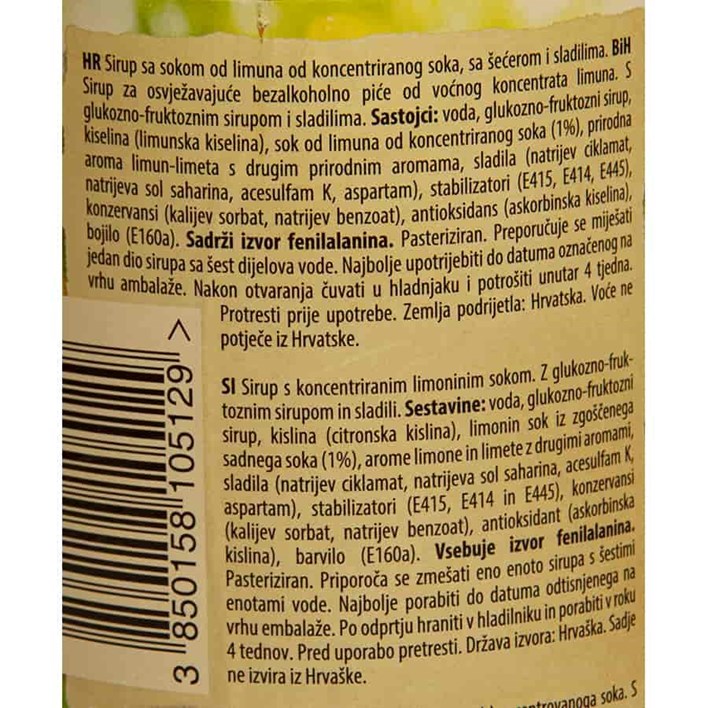 HR Sirup sa sokom od limuna od koncentriranog soka, sa šećerom i sladilima. BiH
Sirup za osvježavajuće bezalkoholno piće od voćnog koncentrata limuna. S
glukozno-fruktoznim sirupom i sladilima. Sastojci: voda, glukozno-fruktozni sirup,
kiselina (limunska kiselina), sok od limuna od koncentriranog soka (1%), prirodna
aroma limun-limeta s drugim prirodnim aromama, sladila (natrijev ciklamat,
natrijeva sol saharina, acesulfam K, aspartam), stabilizatori (E415, E414, E445),
konzervansi (kalijev sorbat, natrijev benzoat), antioksidans (askorbinska kiselina),
bojilo (E160a). Sadrži izvor fenilalanina. Pasteriziran. Preporučuje se miješati
jedan dio sirupa sa šest dijelova vode. Najbolje upotrijebiti do datuma označenog na
vrhu ambalaže. Nakon otvaranja čuvati u hladnjaku i potrošiti unutar 4 tjedna.
Protresti prije upotrebe. Zemlja podrijetla: Hrvatska. Voće ne
potječe iz Hrvatske.
SI Sirup s koncentriranim limoninim sokom. Z glukozno-fruk-
toznim sirupom in sladili. Sestavine: voda, glukozno-fruktozni
sirup, kislina (citronska kislina), limonin sok iz zgoščenega
sadnega soka (1%), arome limone in limete z drugimi aromami,
sladila (natrijev ciklamat, natrijeva sol saharina, acesulfam K,
aspartam), stabilizatori (E415, E414 in E445), konzervansi
(kalijev sorbat, natrijev benzoat), antioksidant (askorbinska
kislina), barvilo (E160a). Vsebuje izvor fenilalanina.
Pasteriziran. Priporoča se zmešati eno enoto sirupa s šestimi
enotami vode. Najbolje porabiti do datuma odtisnjenega na
vrhu embalaže. Po odprtju hraniti v hladilniku in porabiti v roku
4 tednov. Pred uporabo pretresti. Država izvora: Hrvaška. Sadje
ne izvira iz Hrvaške.
3 850158 105129 >
soka. S